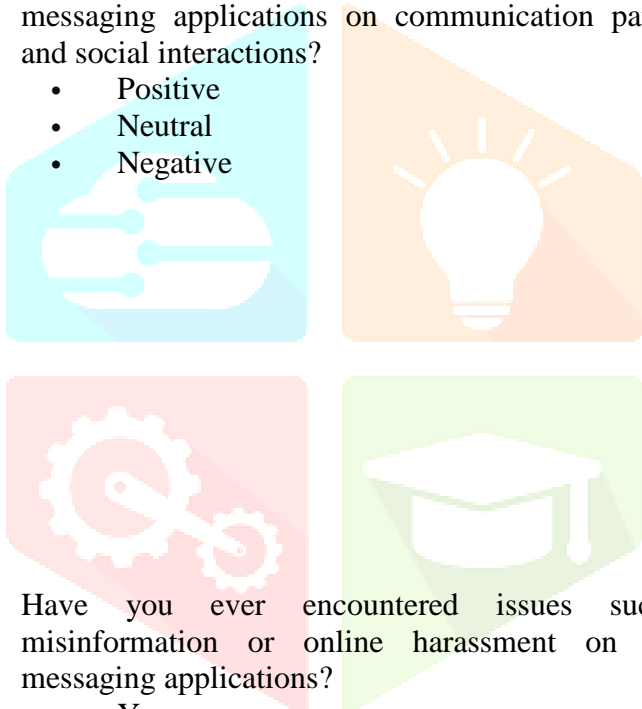 messaging applications on communication pa
and social interactions?
• Positive
• Neutral
• Negative
Have you ever encountered issues suc
misinformation or online harassment on
messaging applications?